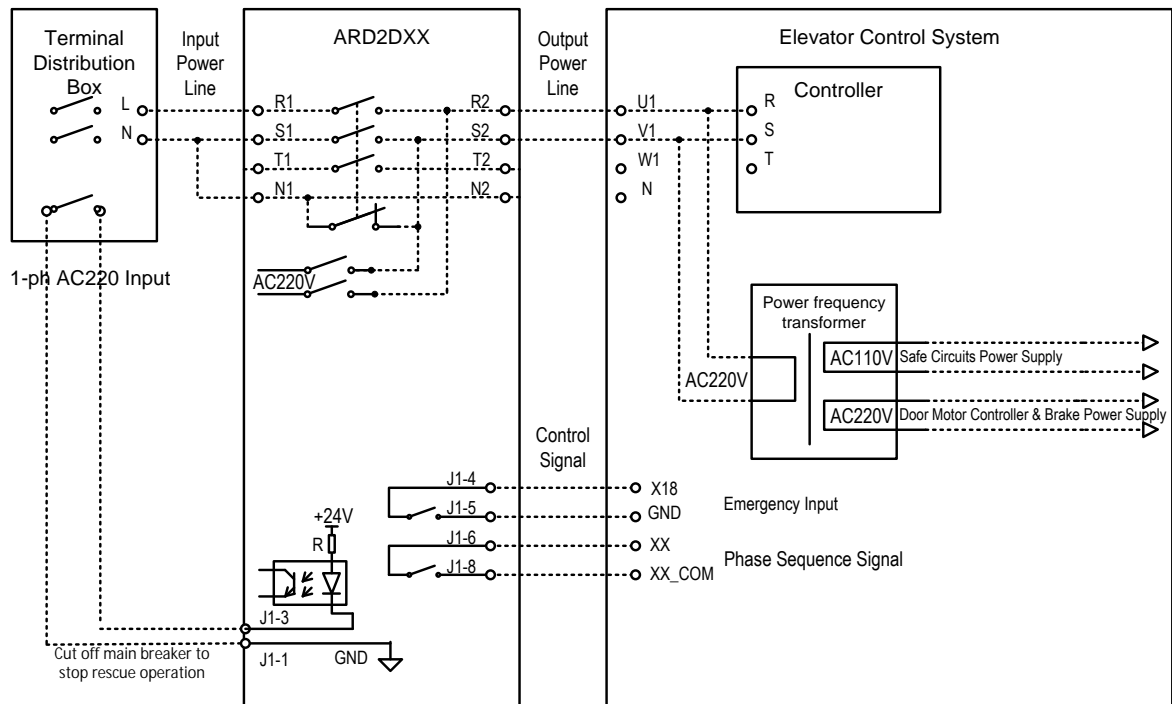 Terminal
Distribution
Box
Input
Power
Line
ARD2DXX
Output
Power
Line
Elevator Control System
Controller
L
N
R1
R2
S1
S2
T1
T2
N1
N2
U1
V1
W1
N
R
S
T
AC220V
1-ph AC220 Input
Power frequency
transformer
AC220V
AC110V
Safe Circuits Power Supply
AC220V
Door Motor Controller & Brake Power Supply
Control
Signal
J1-4
J1-5
J1-6
J1-8
X18
GND
XX
XX_COM
Emergency Input
Phase Sequence Signal
+24V
R
J1-3
J1-1
GND
Cut off main breaker to
stop rescue operation